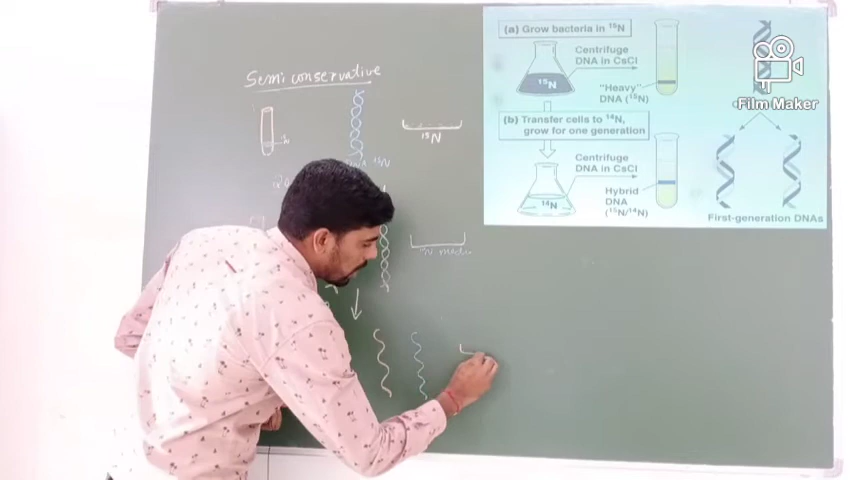 Semi conservative
15N
15N
(a) Grow bacteria in 15N
Centrifuge
DNA in CsCl
15N
"Heavy"
DNA (15N)
(b) Transfer cells to 14N,
grow for one generation
Centrifuge
DNA in CsCl
14N
Hybrid
DNA
(15N/14N)
First-generation DNAs
Film Maker